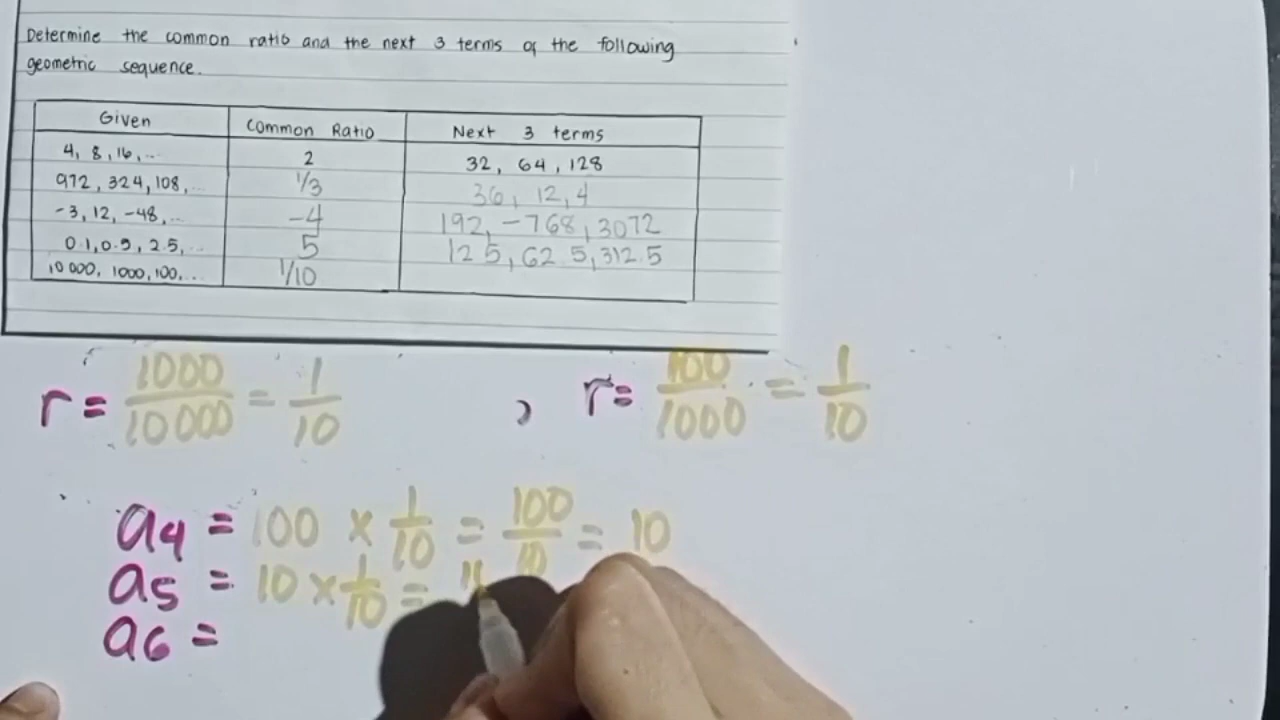 Determine the common ratio and the next 3 terms of the following
geometric sequence.
Given Common Ratio Next 3 terms
4, 8, 16, ... 2 32, 64, 128
972, 324, 108, ... 1/3 36, 12, 4
-3, 12, -48, ... -4 192, -768, 3072
0.1, 0.5, 2.5, ... 5 12.5, 62.5, 312.5
10 000, 1000, 100, ... 1/10
r = 1000/10 000 = 1/10 , r = 100/1000 = 1/10
a4 = 100 × 1/10 = 100/10 = 10
a5 = 10 × 1/10 =
a6 =